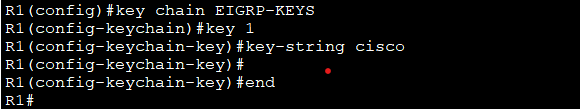 R1(config)#key chain EIGRP-KEYS
R1(config-keychain)#key 1
R1(config-keychain-key)#key-string cisco
R1(config-keychain-key)#
R1(config-keychain-key)#end
R1#